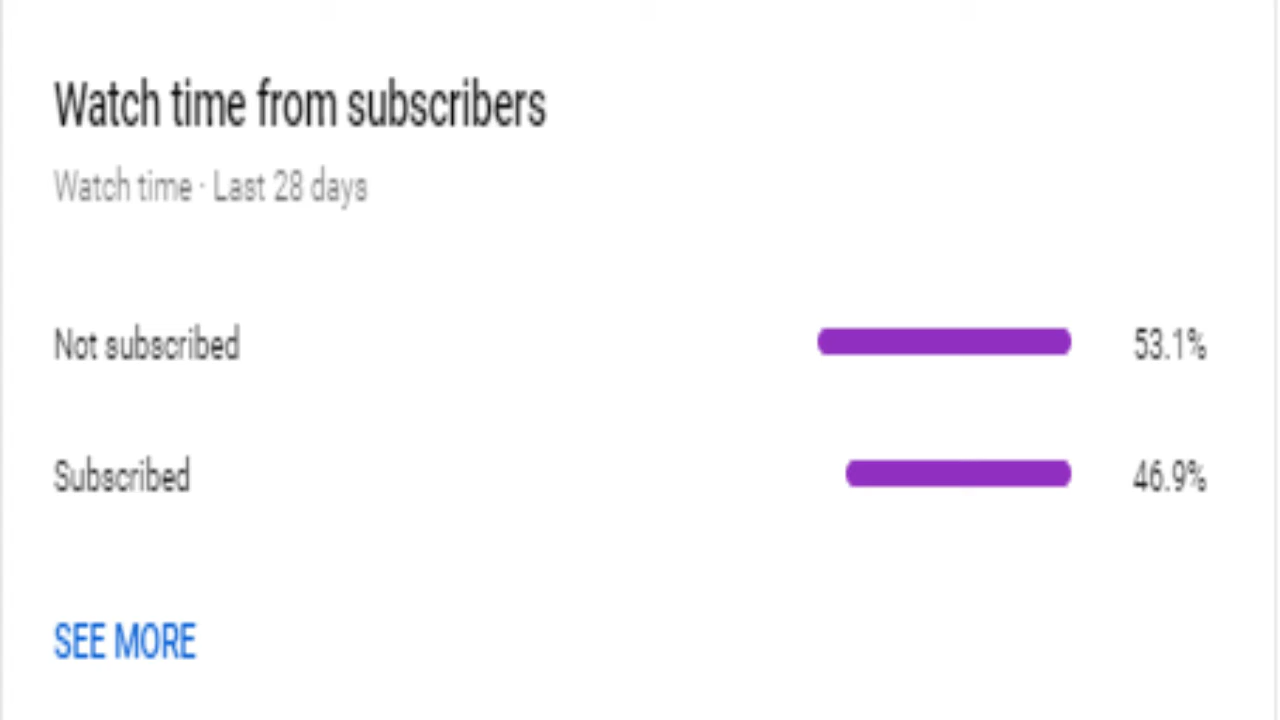 Watch time from subscribers
Watch time · Last 28 days
Not subscribed 53.1%
Subscribed 46.9%
SEE MORE